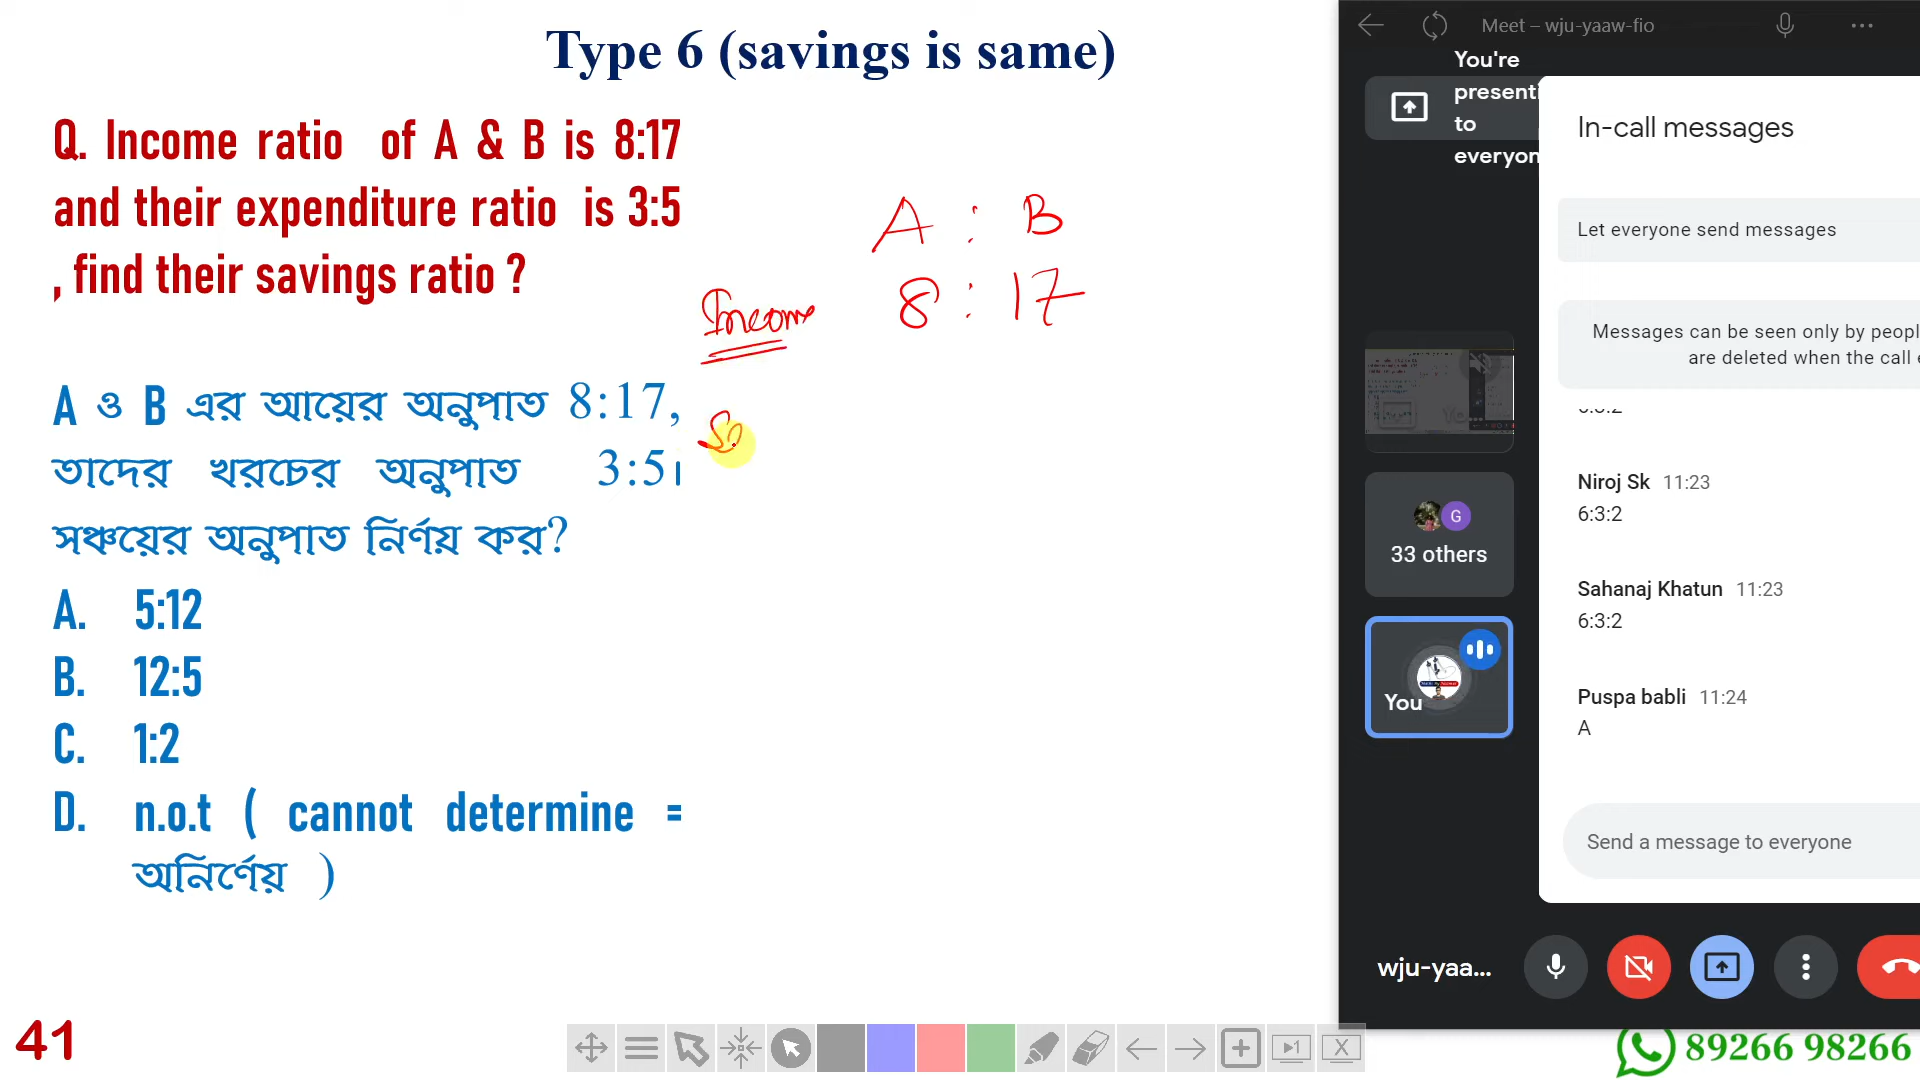 Type 6 (savings is same)
Q. Income ratio of A & B is 8:17
and their expenditure ratio is 3:5
, find their savings ratio ?
A : B
Income 8 : 17
A ও B এর আয়ের অনুপাত 8:17,
তাদের খরচের অনুপাত 3:5।
সঞ্চয়ের অনুপাত নির্ণয় কর?
A. 5:12
B. 12:5
C. 1:2
D. n.o.t ( cannot determine =
অনির্ণেয় )
41
Meet – wju-yaaw-fio
You're
presenti
to
everyon
In-call messages
Let everyone send messages
Messages can be seen only by peopl
are deleted when the call e
Niroj Sk 11:23
6:3:2
Sahanaj Khatun 11:23
6:3:2
Puspa babli 11:24
A
G
33 others
You
Send a message to everyone
wju-yaa...
89266 98266